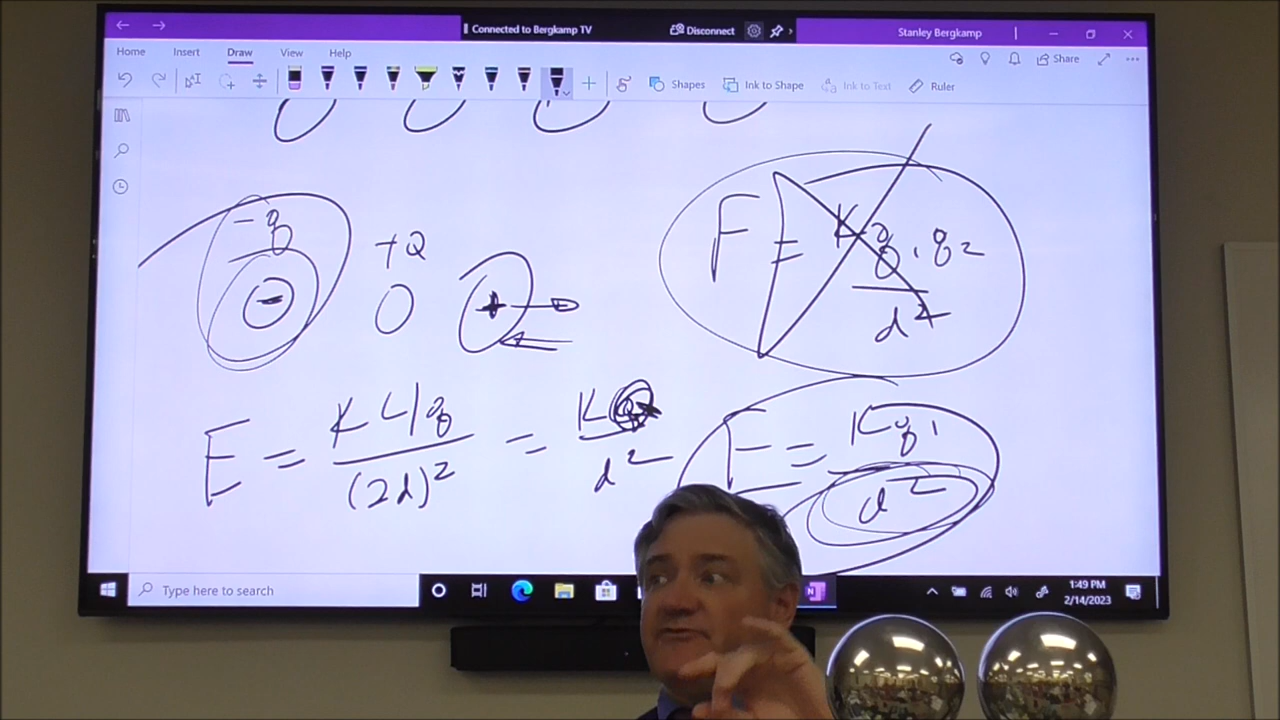 Connected to Bergkamp TV
Disconnect
Stanley Bergkamp
Home Insert Draw View Help
Share
Shapes
Ink to Shape
Ink to Text
Ruler
-q
+Q
-
+
F = Kq1q2
d2
E = K4q = KQ
(2d)2 d2
E = Kq1
d2
Type here to search
N
1:49 PM
2/14/2023